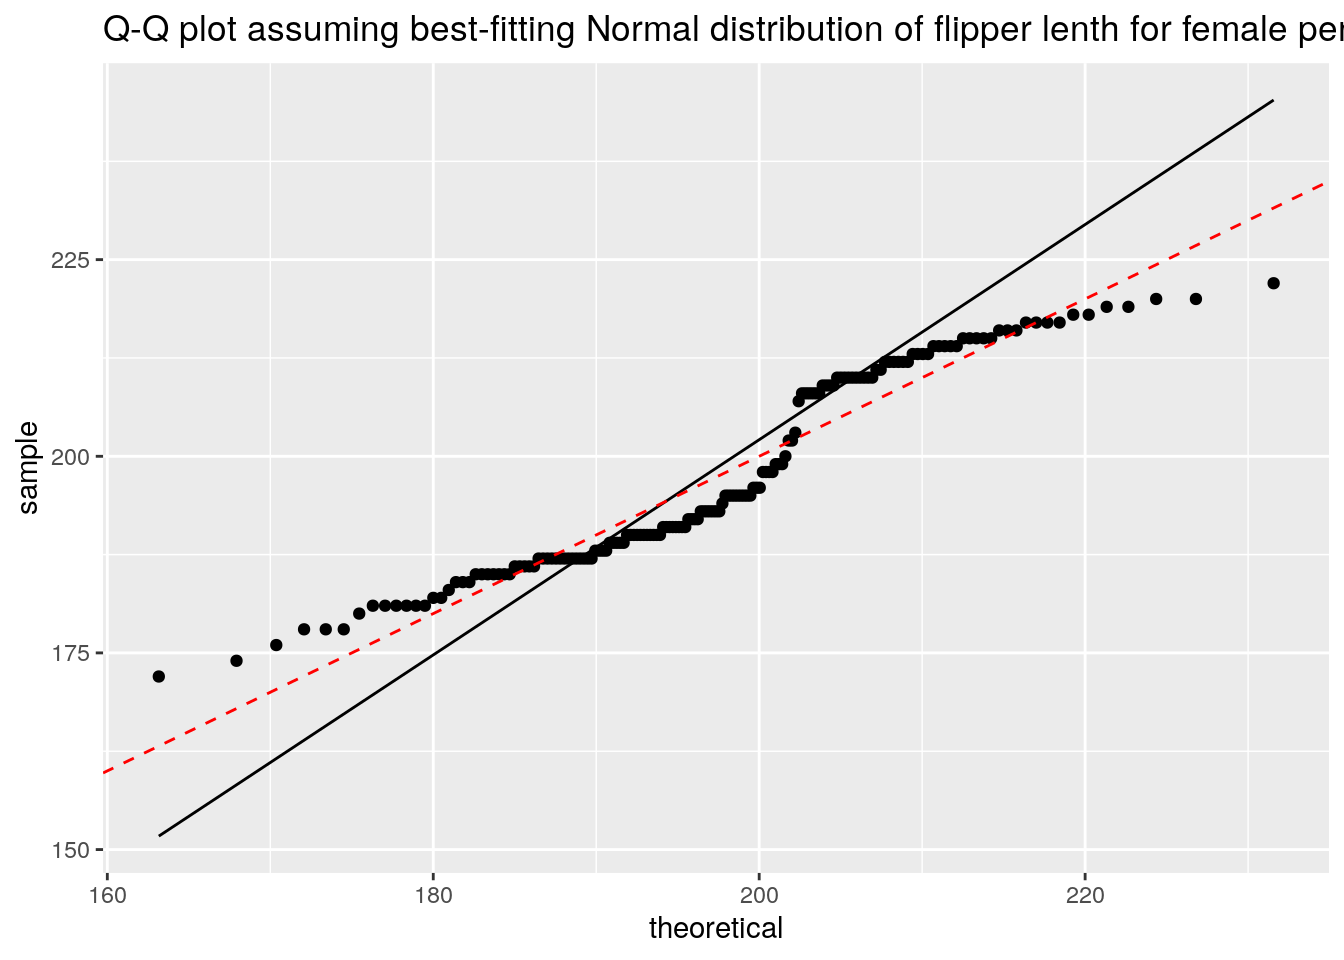 Q-Q plot assuming best-fitting Normal distribution of flipper lenth for female
225
200
175
150
sample
160 180 200 220
theoretical